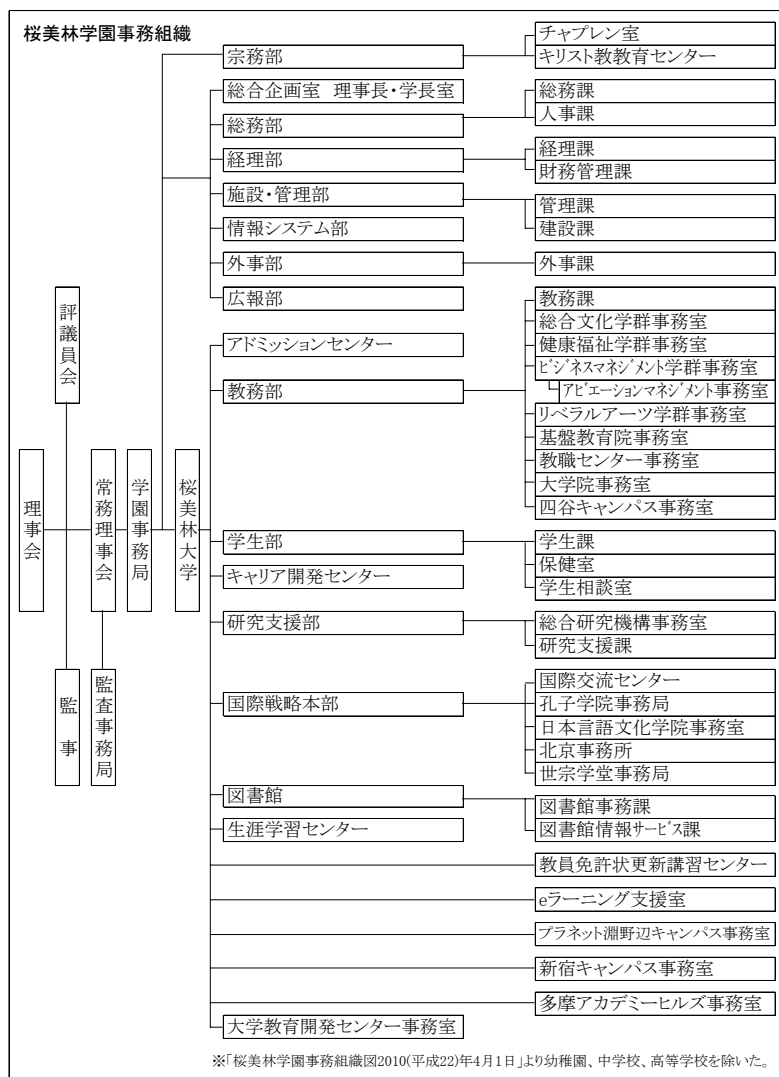 桜美林学園事務組織
宗務部
チャプレン室
キリスト教教育センター
総合企画室 理事長・学長室
総務部
総務課
人事課
経理部
経理課
財務管理課
施設・管理部
管理課
建設課
情報システム部
外事部
外事課
広報部
評議員会
理事会
常務理事会
学園事務局
桜美林大学
監事
監査事務局
アドミッションセンター
教務部
教務課
総合文化学群事務室
健康福祉学群事務室
ビジネスマネジメント学群事務室
アビエーションマネジメント事務室
リベラルアーツ学群事務室
基盤教育院事務室
教職センター事務室
大学院事務室
四谷キャンパス事務室
学生部
学生課
保健室
学生相談室
キャリア開発センター
研究支援部
総合研究機構事務室
研究支援課
国際戦略本部
国際交流センター
孔子学院事務局
日本言語文化学院事務室
北京事務所
世宗学堂事務局
図書館
図書館事務課
図書館情報サービス課
生涯学習センター
教員免許状更新講習センター
eラーニング支援室
プラネット淵野辺キャンパス事務室
新宿キャンパス事務室
多摩アカデミーヒルズ事務室
大学教育開発センター事務室
※「桜美林学園事務組織図2010(平成22)年4月1日」より幼稚園、中学校、高等学校を除いた。